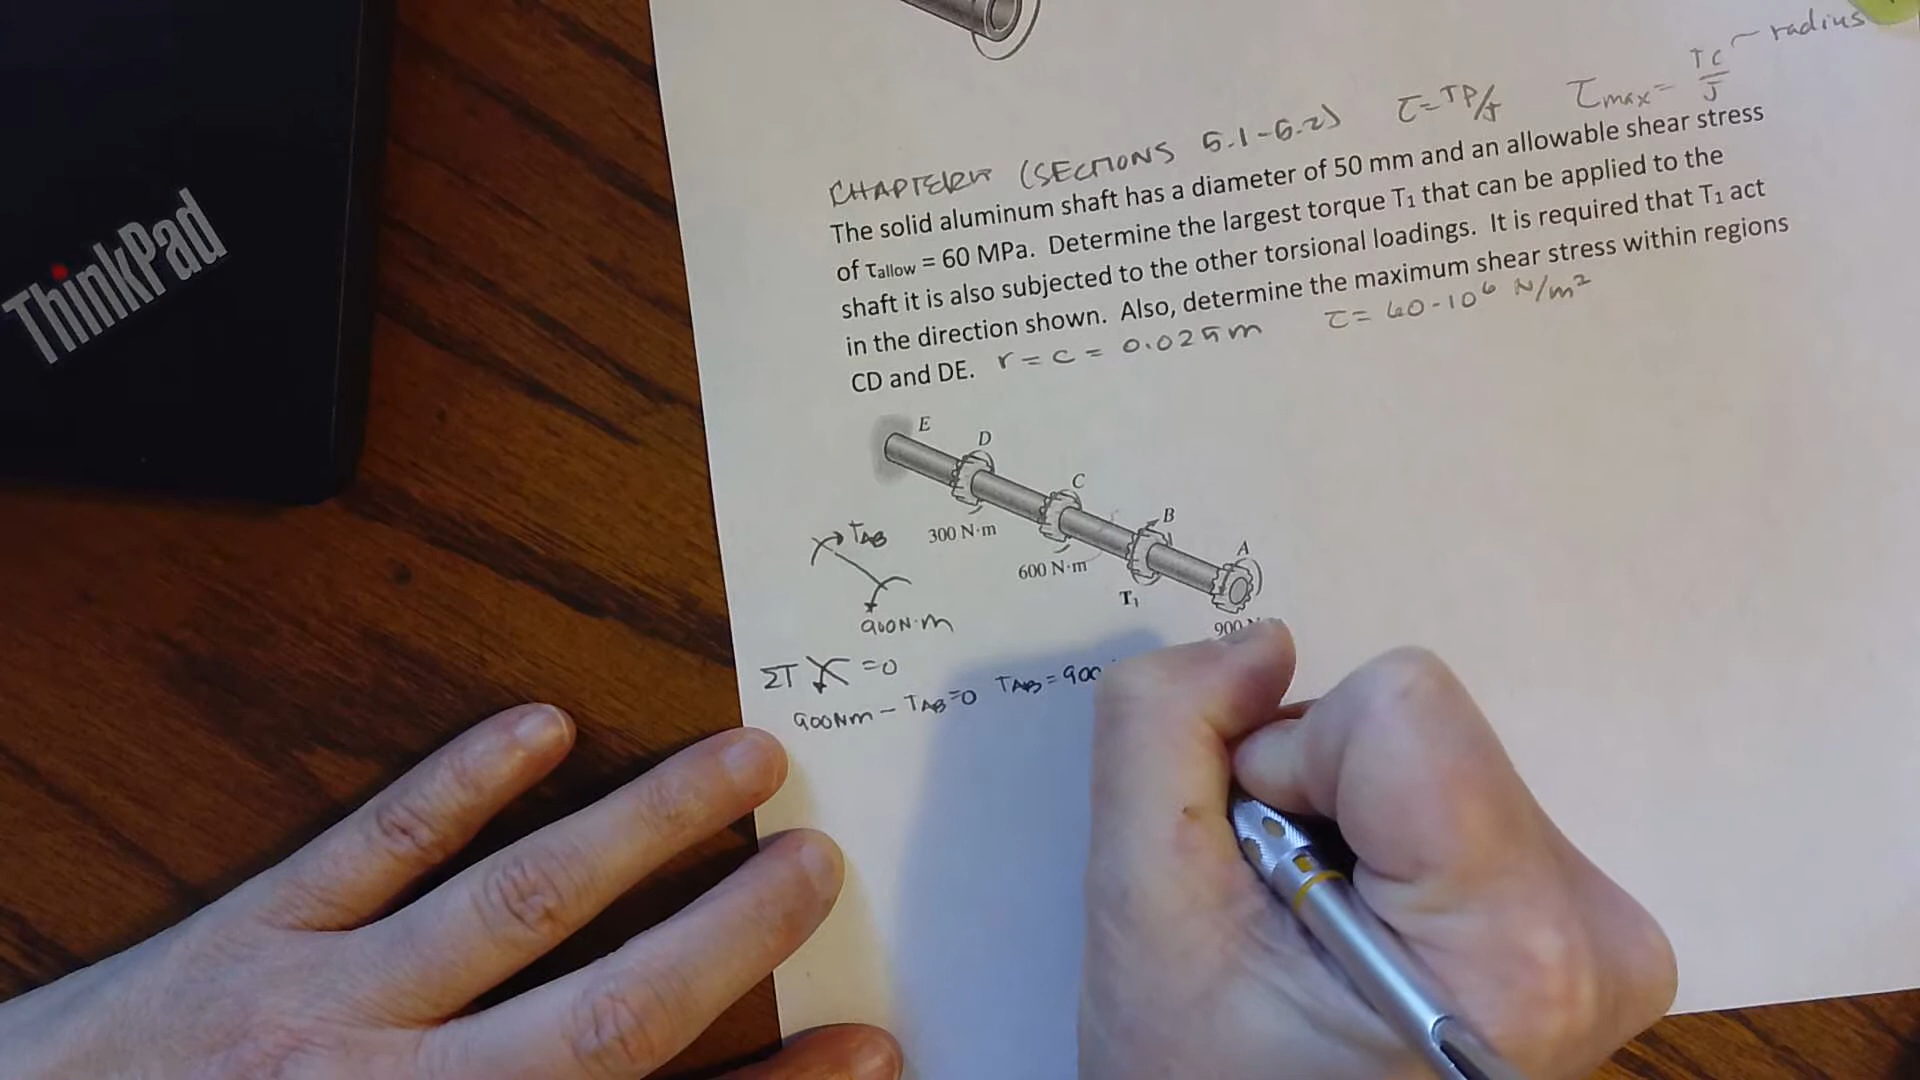 ThinkPad
τ = TP/J
τmax = Tc/J ~ radius
(SECTIONS 5.1-5.2)
The solid aluminum shaft has a diameter of 50 mm and an allowable shear stress
of τallow = 60 MPa. Determine the largest torque T1 that can be applied to the
shaft it is also subjected to the other torsional loadings. It is required that T1 act
in the direction shown. Also, determine the maximum shear stress within regions
CD and DE. r = c = 0.025m τ = 60·10⁶ N/m²
E
D
C
B
A
300 N·m
600 N·m
T1
900
TAB
900N·m
ΣT =0
900Nm - TAB=0 TAB=900